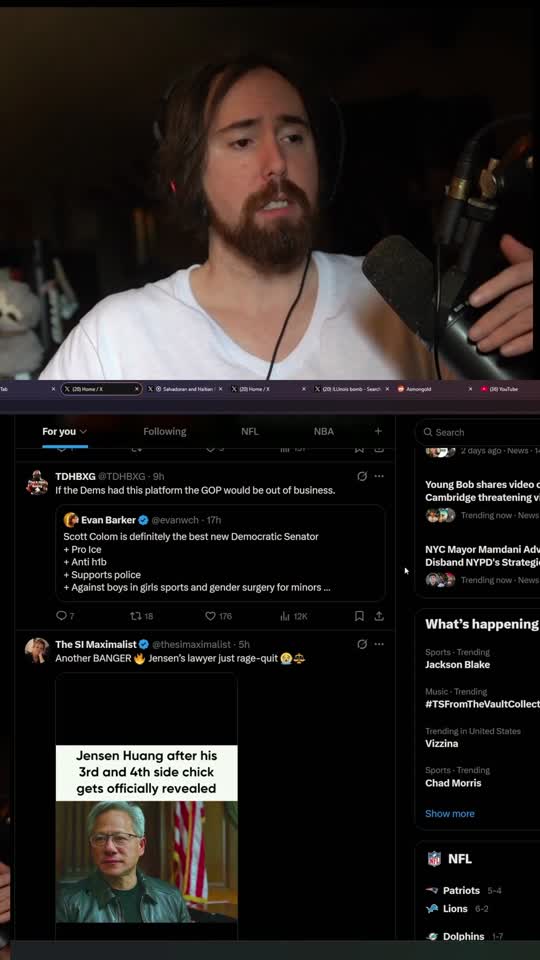 Tab
(20) Home / X
Salvadoran and Haitian
(20) Home / X
(20) ILUnois bomb - Search
Asmongold
(36) YouTube
For you
Following
NFL
NBA
Search
2 days ago · News
TDHBXG @TDHBXG · 9h
If the Dems had this platform the GOP would be out of business.
Evan Barker @evanwch · 17h
Scott Colom is definitely the best new Democratic Senator
+ Pro Ice
+ Anti h1b
+ Supports police
+ Against boys in girls sports and gender surgery for minors ...
7
18
176
12K
The SI Maximalist @thesimaximalist · 5h
Another BANGER 🔥 Jensen's lawyer just rage-quit 😭⚖️
Jensen Huang after his
3rd and 4th side chick
gets officially revealed
Young Bob shares video o
Cambridge threatening vi
Trending now · News
NYC Mayor Mamdani Adv
Disband NYPD's Strategi
Trending now · News
What's happening
Sports · Trending
Jackson Blake
Music · Trending
#TSFromTheVaultCollect
Trending in United States
Vizzina
Sports · Trending
Chad Morris
Show more
NFL
Patriots 5-4
Lions 6-2
Dolphins 1-7